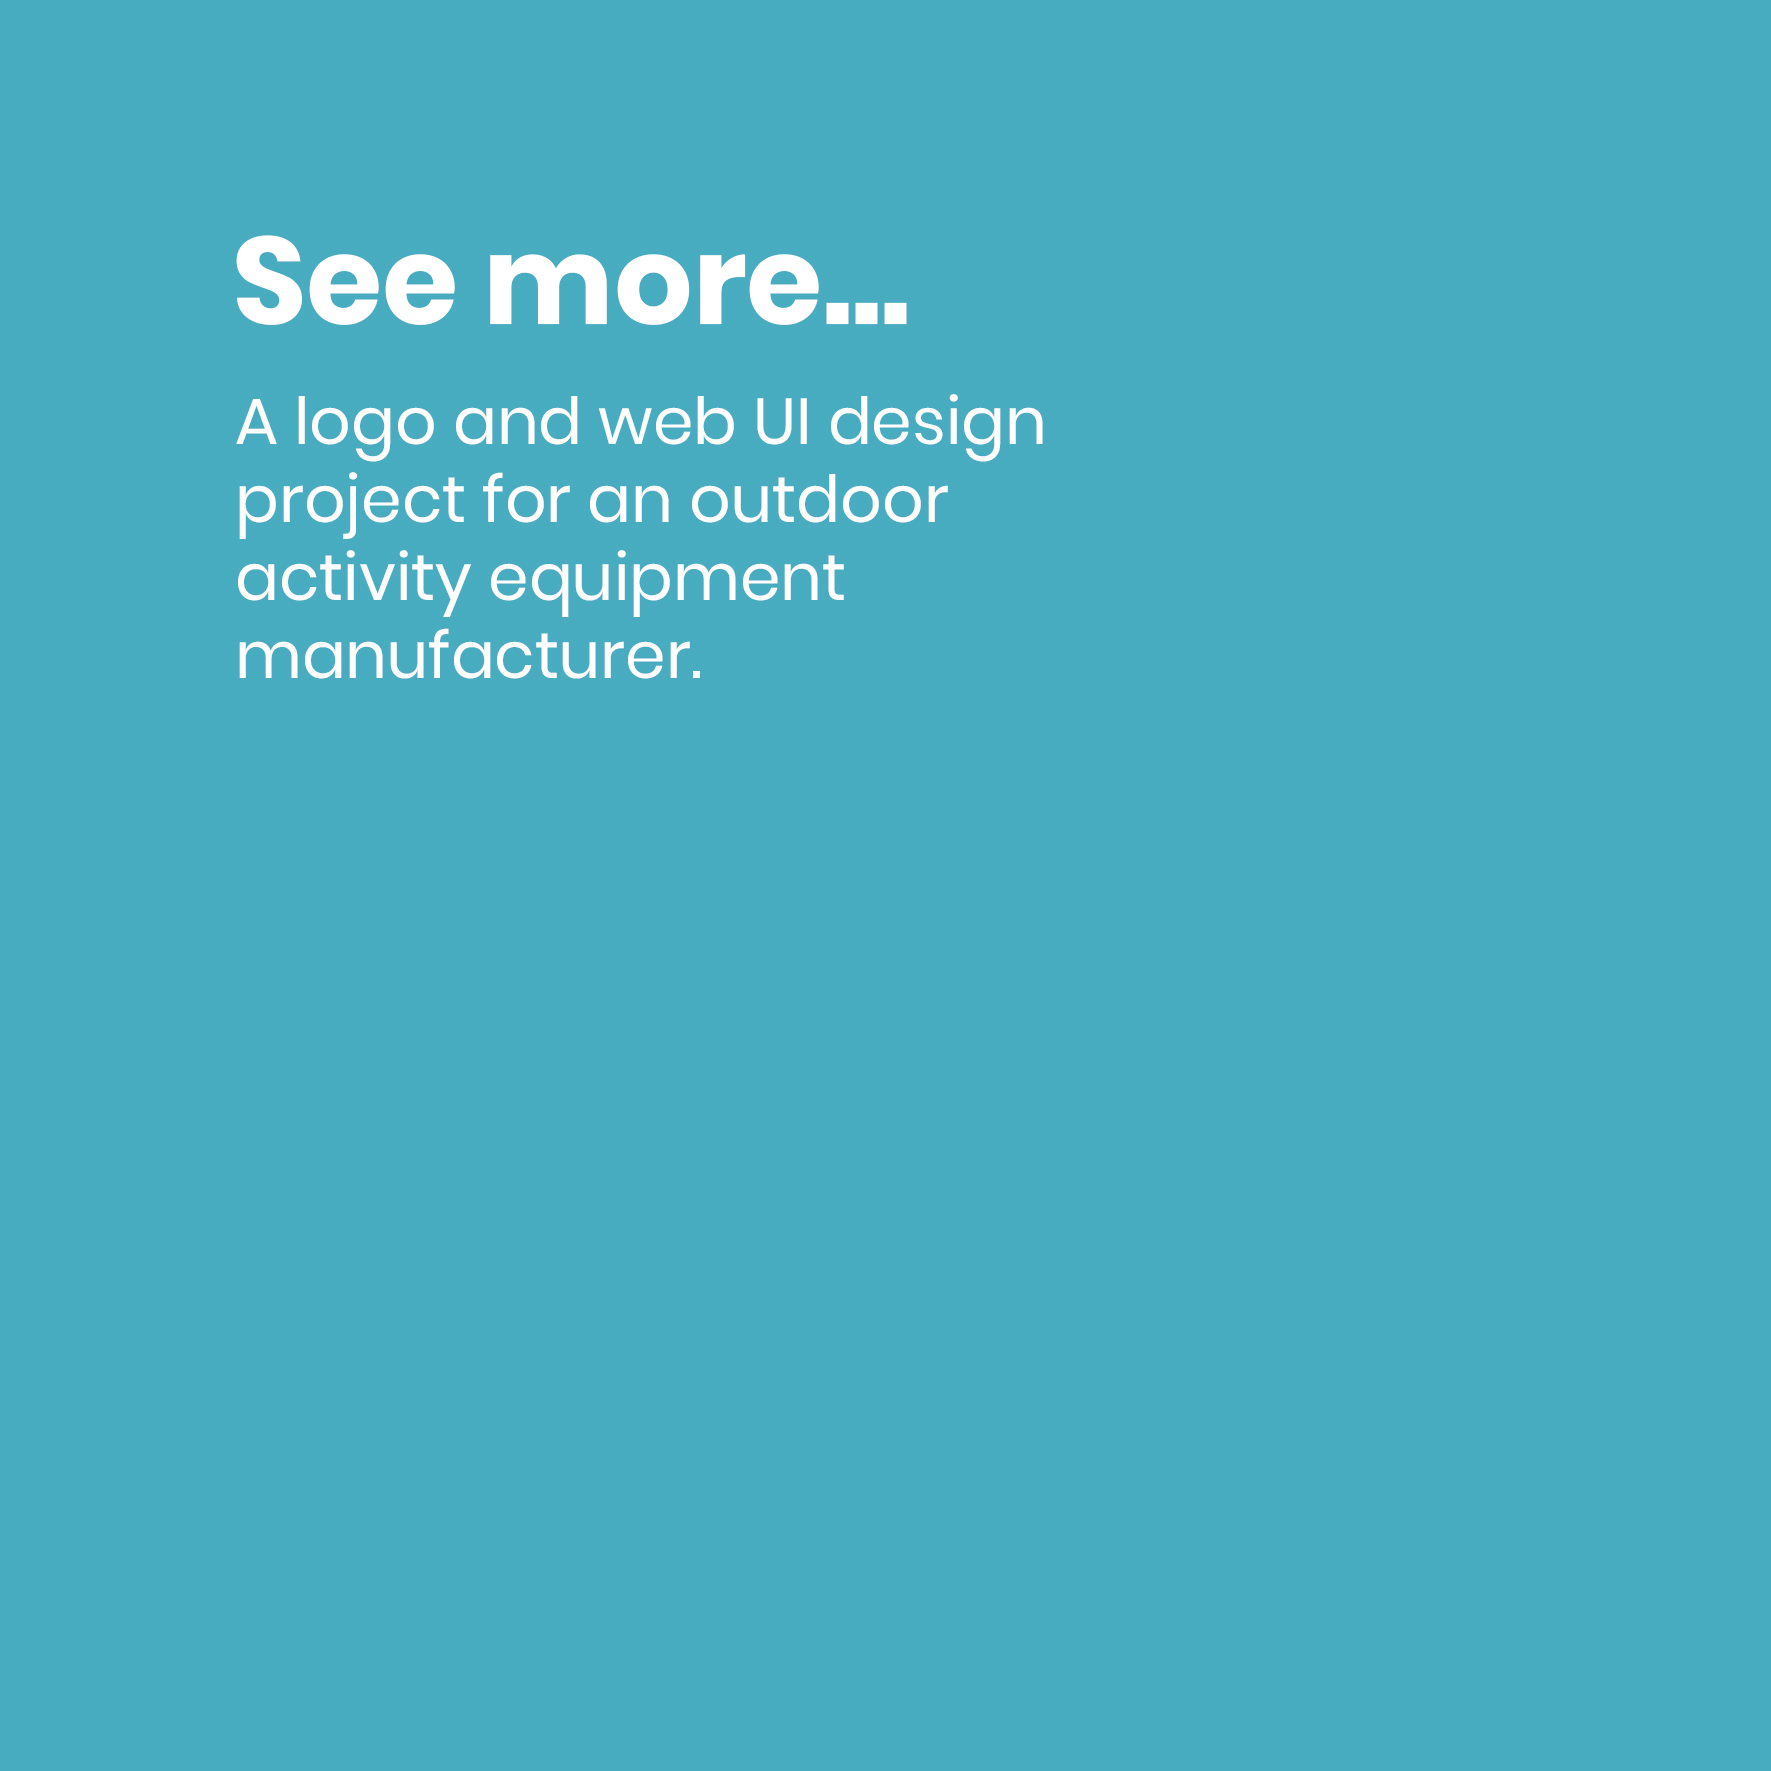 See more...
A logo and web UI design
project for an outdoor
activity equipment
manufacturer.